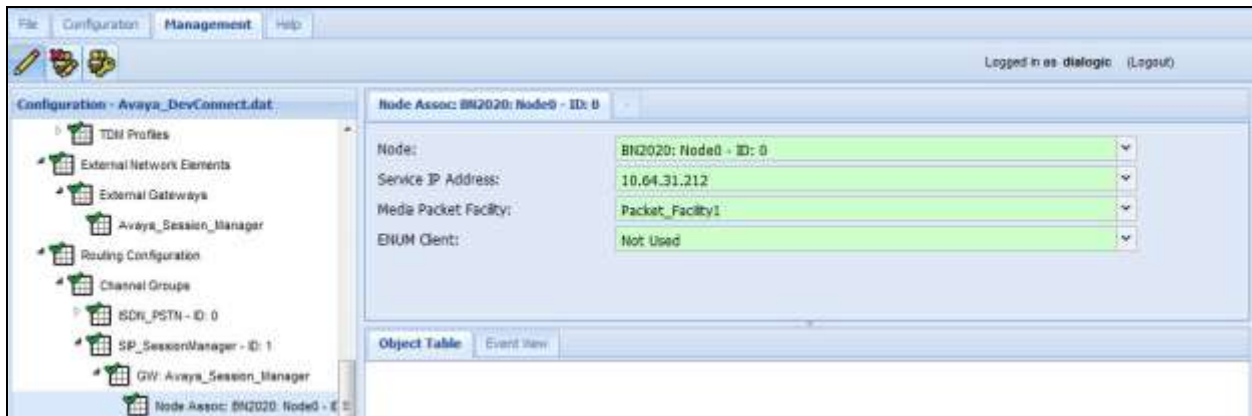 File Configuration Management Help
Logged in as dialogic (Logout)
Configuration - Avaya_DevConnect.dat
TDM Profiles
External Network Elements
External Gateways
Avaya_Session_Manager
Routing Configuration
Channel Groups
ISDN_PSTN - ID: 0
SIP_SessionManager - ID: 1
GW: Avaya_Session_Manager
Node Assoc: BN2020: Node0 - I
Node Assoc: BN2020: Node0 - ID: 0
Node: BN2020: Node0 - ID: 0
Service IP Address: 10.64.31.212
Media Packet Facility: Packet_Facility1
ENUM Client: Not Used
Object Table Event View